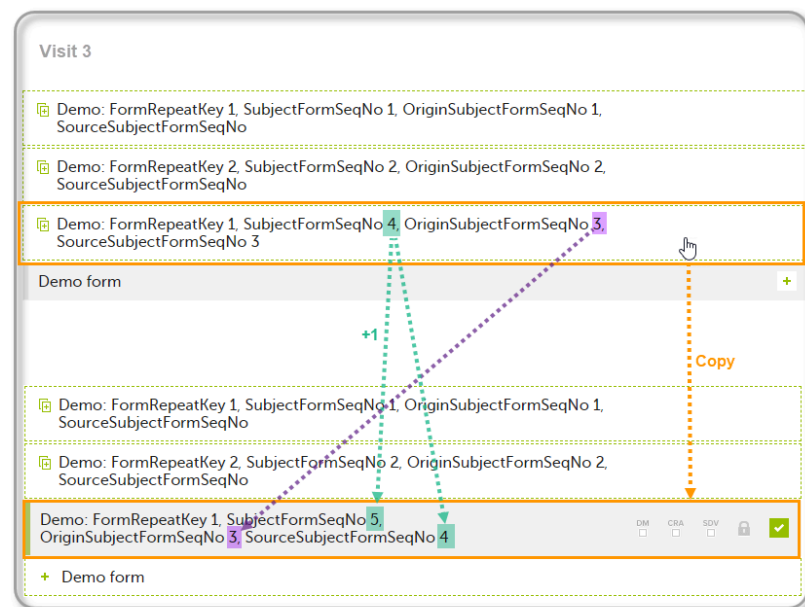 Visit 3
Demo: FormRepeatKey 1, SubjectFormSeqNo 1, OriginSubjectFormSeqNo 1,
SourceSubjectFormSeqNo
Demo: FormRepeatKey 2, SubjectFormSeqNo 2, OriginSubjectFormSeqNo 2,
SourceSubjectFormSeqNo
Demo: FormRepeatKey 1, SubjectFormSeqNo 4, OriginSubjectFormSeqNo 3,
SourceSubjectFormSeqNo 3
Demo form +
+1
Copy
Demo: FormRepeatKey 1, SubjectFormSeqNo 1, OriginSubjectFormSeqNo 1,
SourceSubjectFormSeqNo
Demo: FormRepeatKey 2, SubjectFormSeqNo 2, OriginSubjectFormSeqNo 2,
SourceSubjectFormSeqNo
Demo: FormRepeatKey 1, SubjectFormSeqNo 5,
OriginSubjectFormSeqNo 3, SourceSubjectFormSeqNo 4
DM CRA SDV
+ Demo form